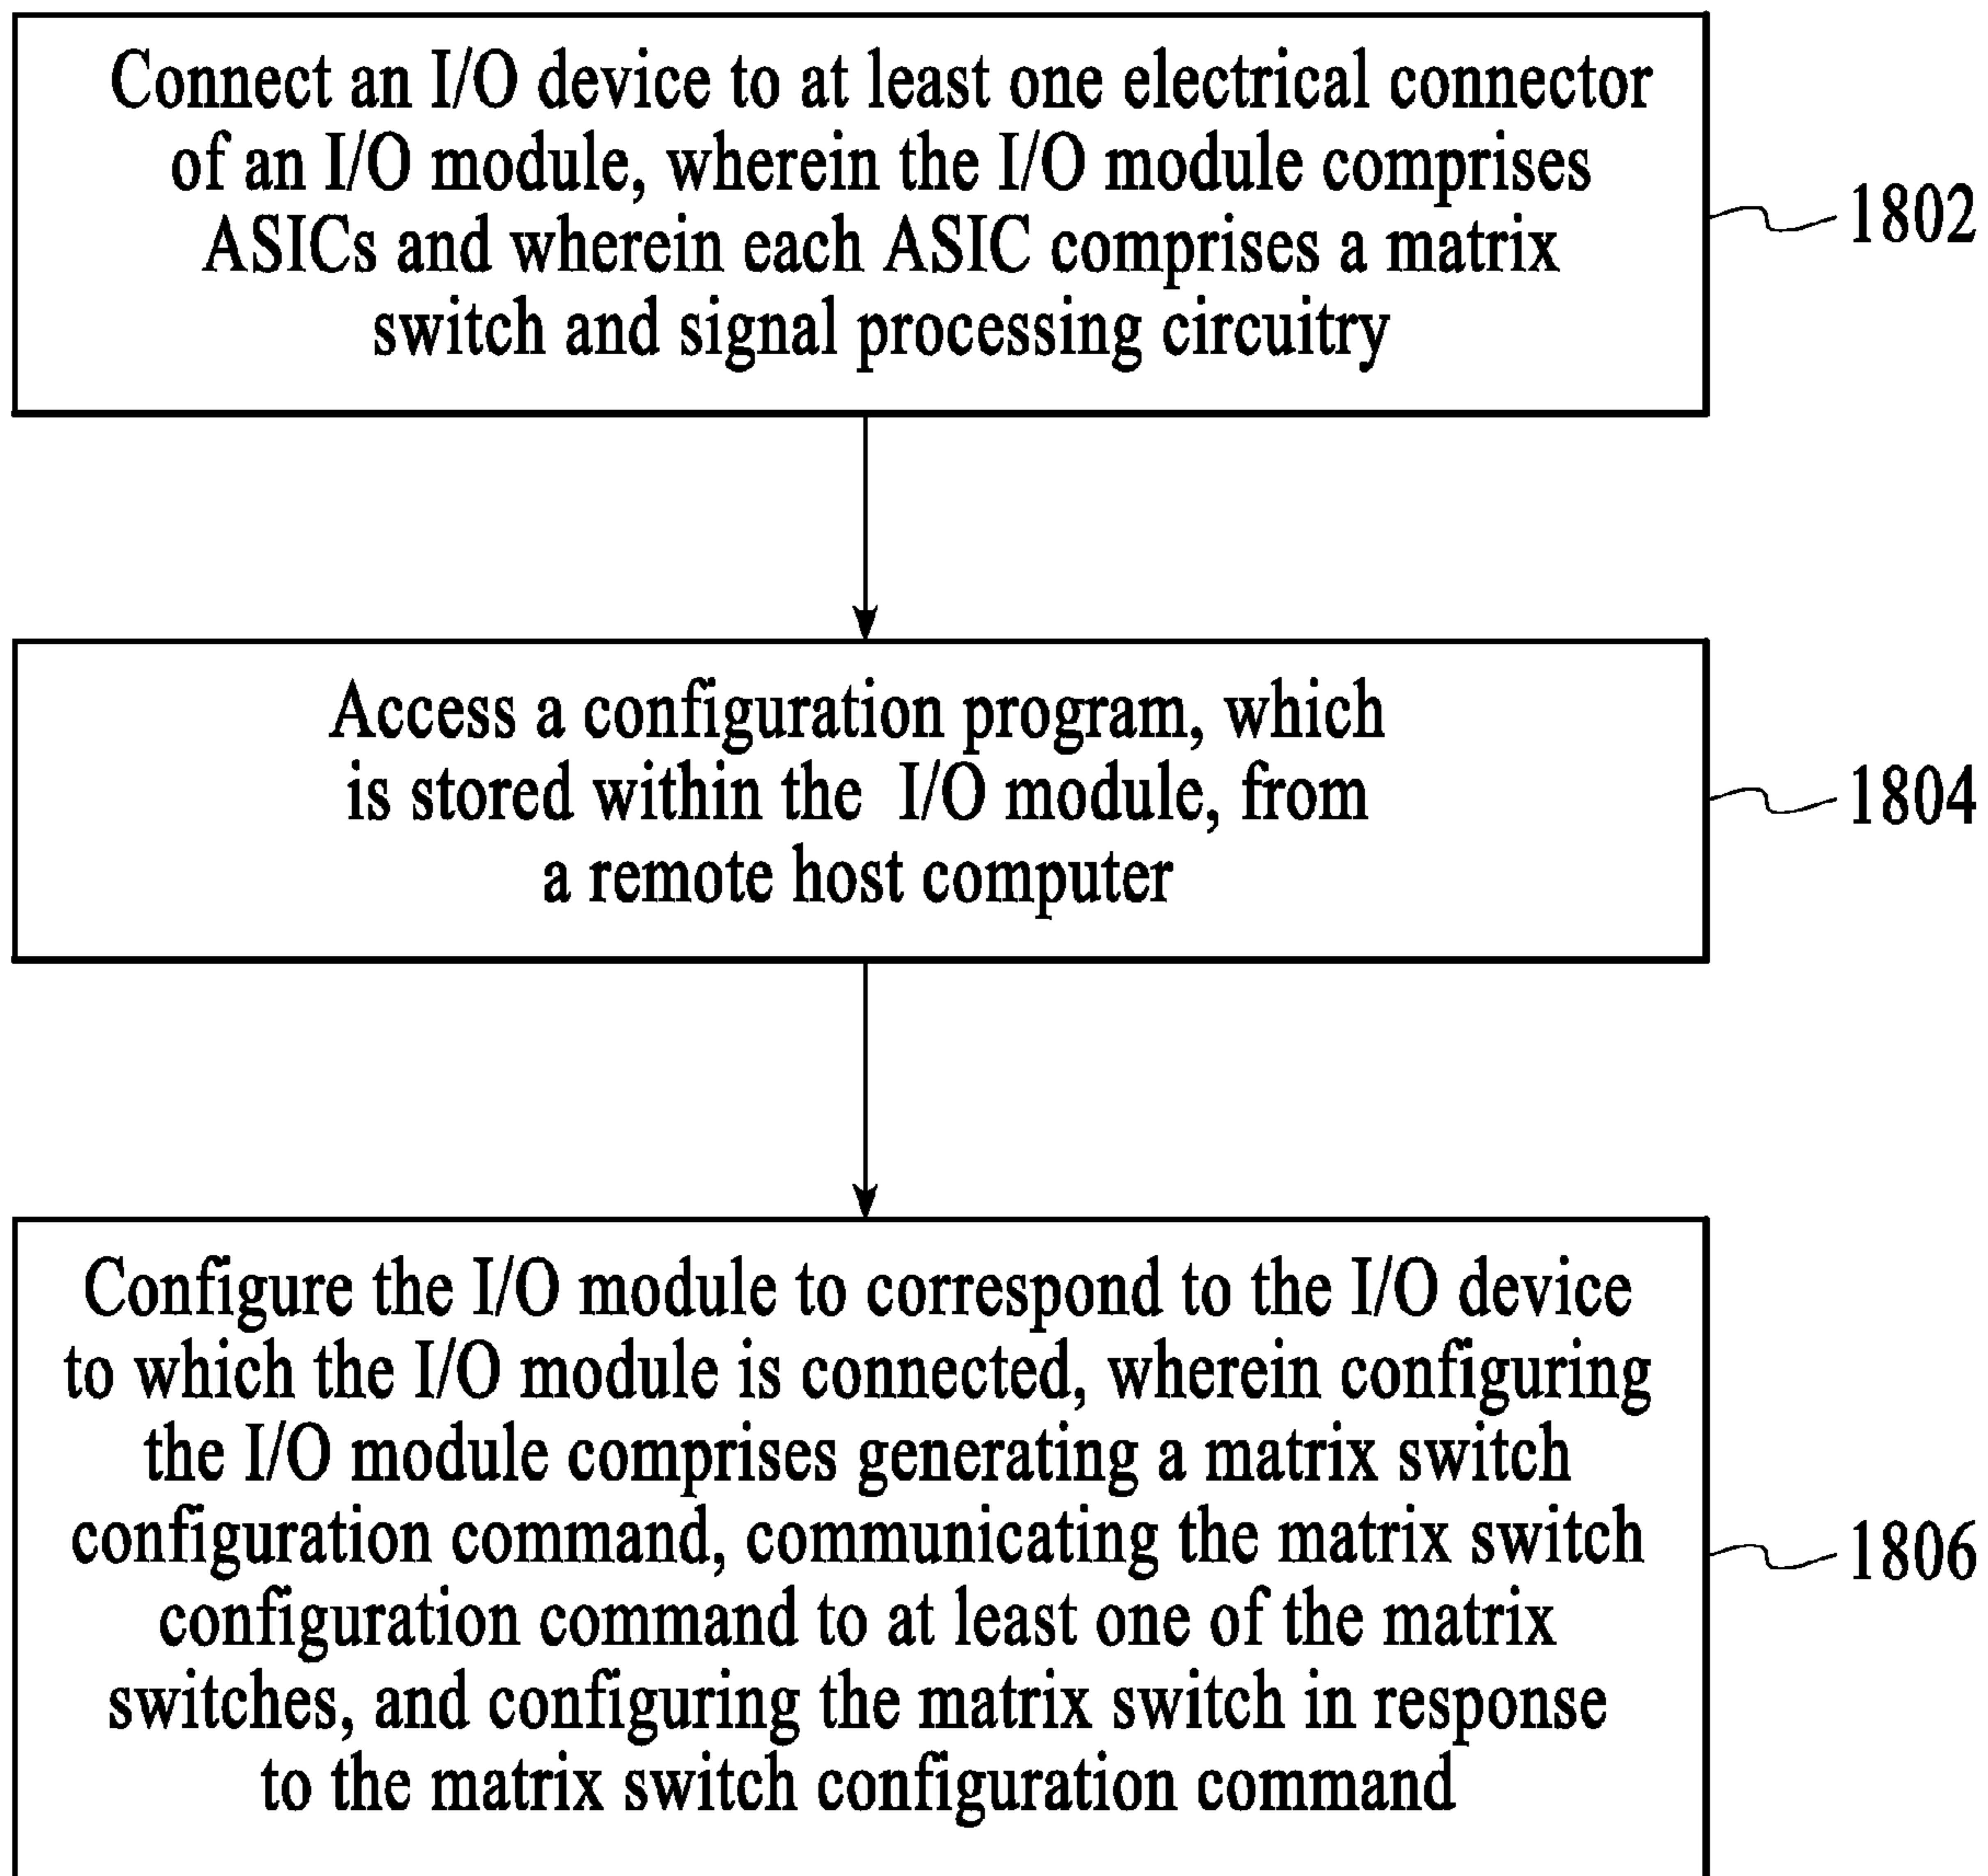 Connect an I/O device to at least one electrical connector
of an I/O module, wherein the I/O module comprises
ASICs and wherein each ASIC comprises a matrix
switch and signal processing circuitry
1802
Access a configuration program, which
is stored within the I/O module, from
a remote host computer
1804
Configure the I/O module to correspond to the I/O device
to which the I/O module is connected, wherein configuring
the I/O module comprises generating a matrix switch
configuration command, communicating the matrix switch
configuration command to at least one of the matrix
switches, and configuring the matrix switch in response
to the matrix switch configuration command
1806